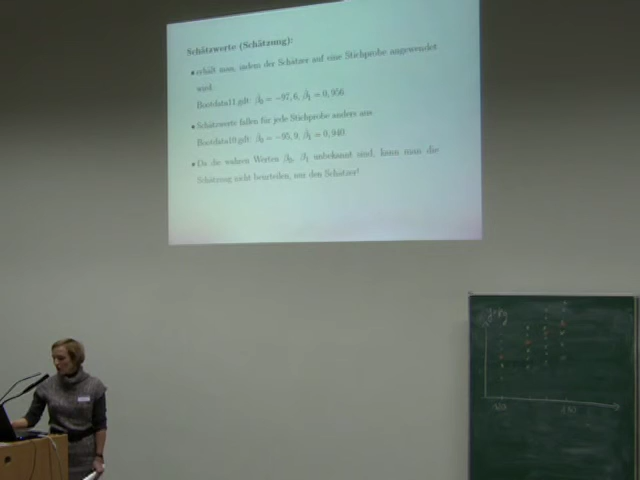 Schätzwerte (Schätzung):
• erhält man, indem der Schätzer auf eine Stichprobe angewendet
wird
Bootdata11.gdt: β̂₀ = −97,6, β̂₁ = 0,956
• Schätzwerte fallen für jede Stichprobe anders aus
Bootdata10.gdt: β̂₀ = −95,9, β̂₁ = 0,940
• Da die wahren Werten β₀, β₁ unbekannt sind, kann man die
Schätzung nicht beurteilen, nur den Schätzer!